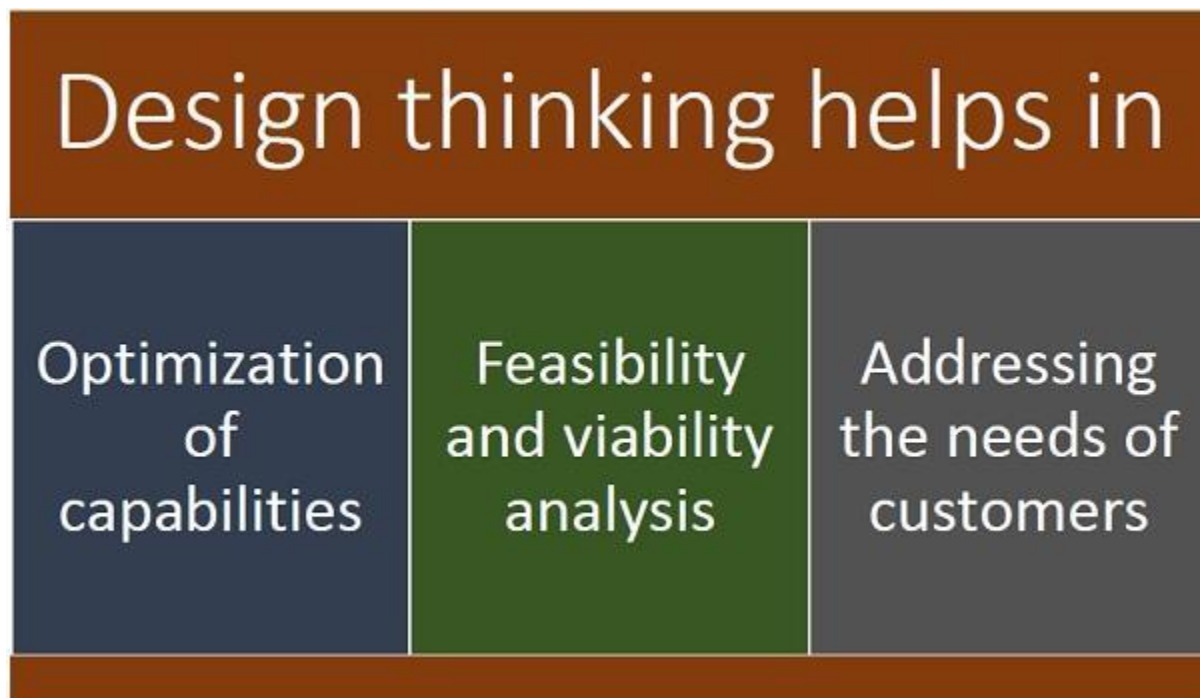 Design thinking helps in
Optimization
of
capabilities
Feasibility
and viability
analysis
Addressing
the needs of
customers